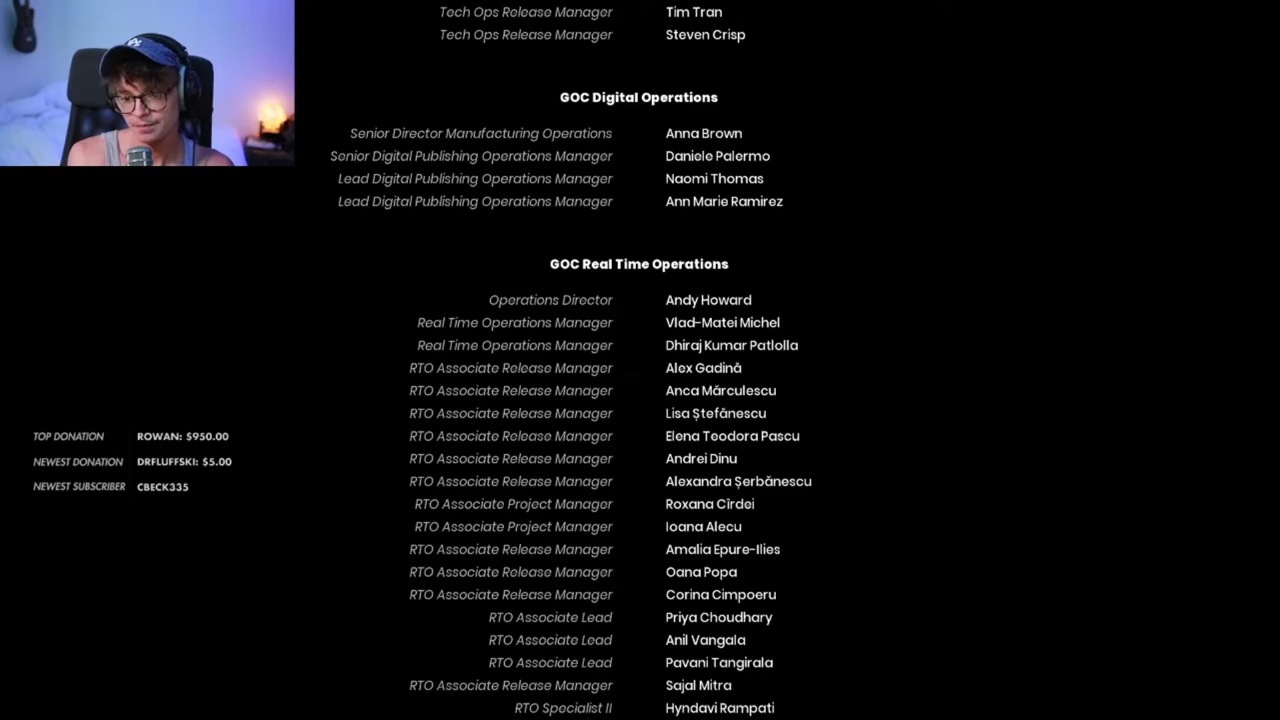 Tech Ops Release Manager Tim Tran
Tech Ops Release Manager Steven Crisp
GOC Digital Operations
Senior Director Manufacturing Operations Anna Brown
Senior Digital Publishing Operations Manager Daniele Palermo
Lead Digital Publishing Operations Manager Naomi Thomas
Lead Digital Publishing Operations Manager Ann Marie Ramirez
GOC Real Time Operations
Operations Director Andy Howard
Real Time Operations Manager Vlad-Matei Michel
Real Time Operations Manager Dhiraj Kumar Patlolla
RTO Associate Release Manager Alex Gadină
RTO Associate Release Manager Anca Mărculescu
RTO Associate Release Manager Lisa Ștefănescu
RTO Associate Release Manager Elena Teodora Pascu
RTO Associate Release Manager Andrei Dinu
RTO Associate Release Manager Alexandra Șerbănescu
RTO Associate Project Manager Roxana Cîrdei
RTO Associate Project Manager Ioana Alecu
RTO Associate Release Manager Amalia Epure-Ilies
RTO Associate Release Manager Oana Popa
RTO Associate Release Manager Corina Cimpoeru
RTO Associate Lead Priya Choudhary
RTO Associate Lead Anil Vangala
RTO Associate Lead Pavani Tangirala
RTO Associate Release Manager Sajal Mitra
RTO Specialist II Hyndavi Rampati
TOP DONATION ROWAN: $950.00
NEWEST DONATION DRFLUFFSKI: $5.00
NEWEST SUBSCRIBER CBECK335